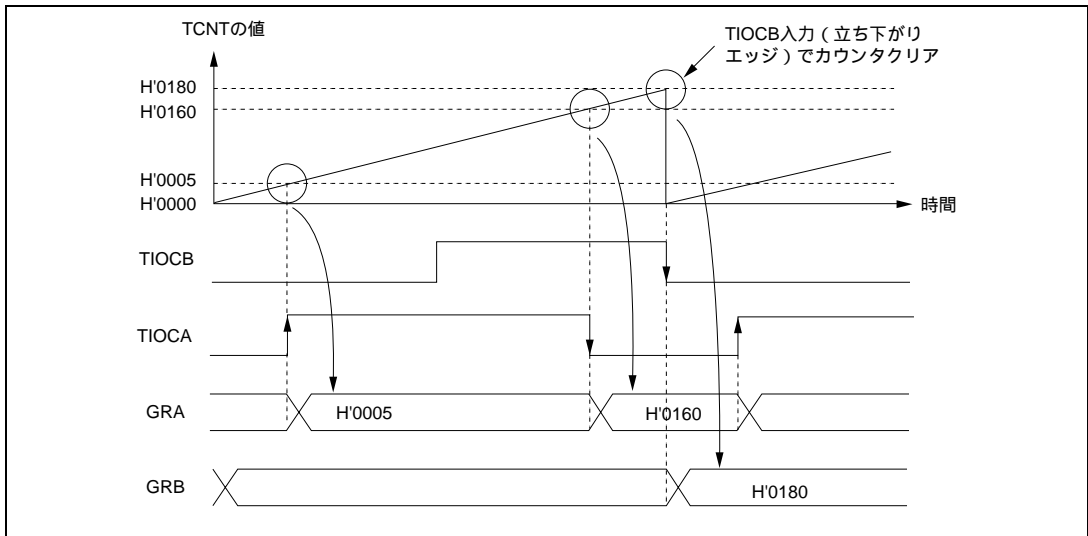 TCNTの値
TIOCB入力（立ち下がり
エッジ）でカウンタクリア
H'0180
H'0160
H'0005
H'0000
時間
TIOCB
TIOCA
GRA
H'0005
H'0160
GRB
H'0180